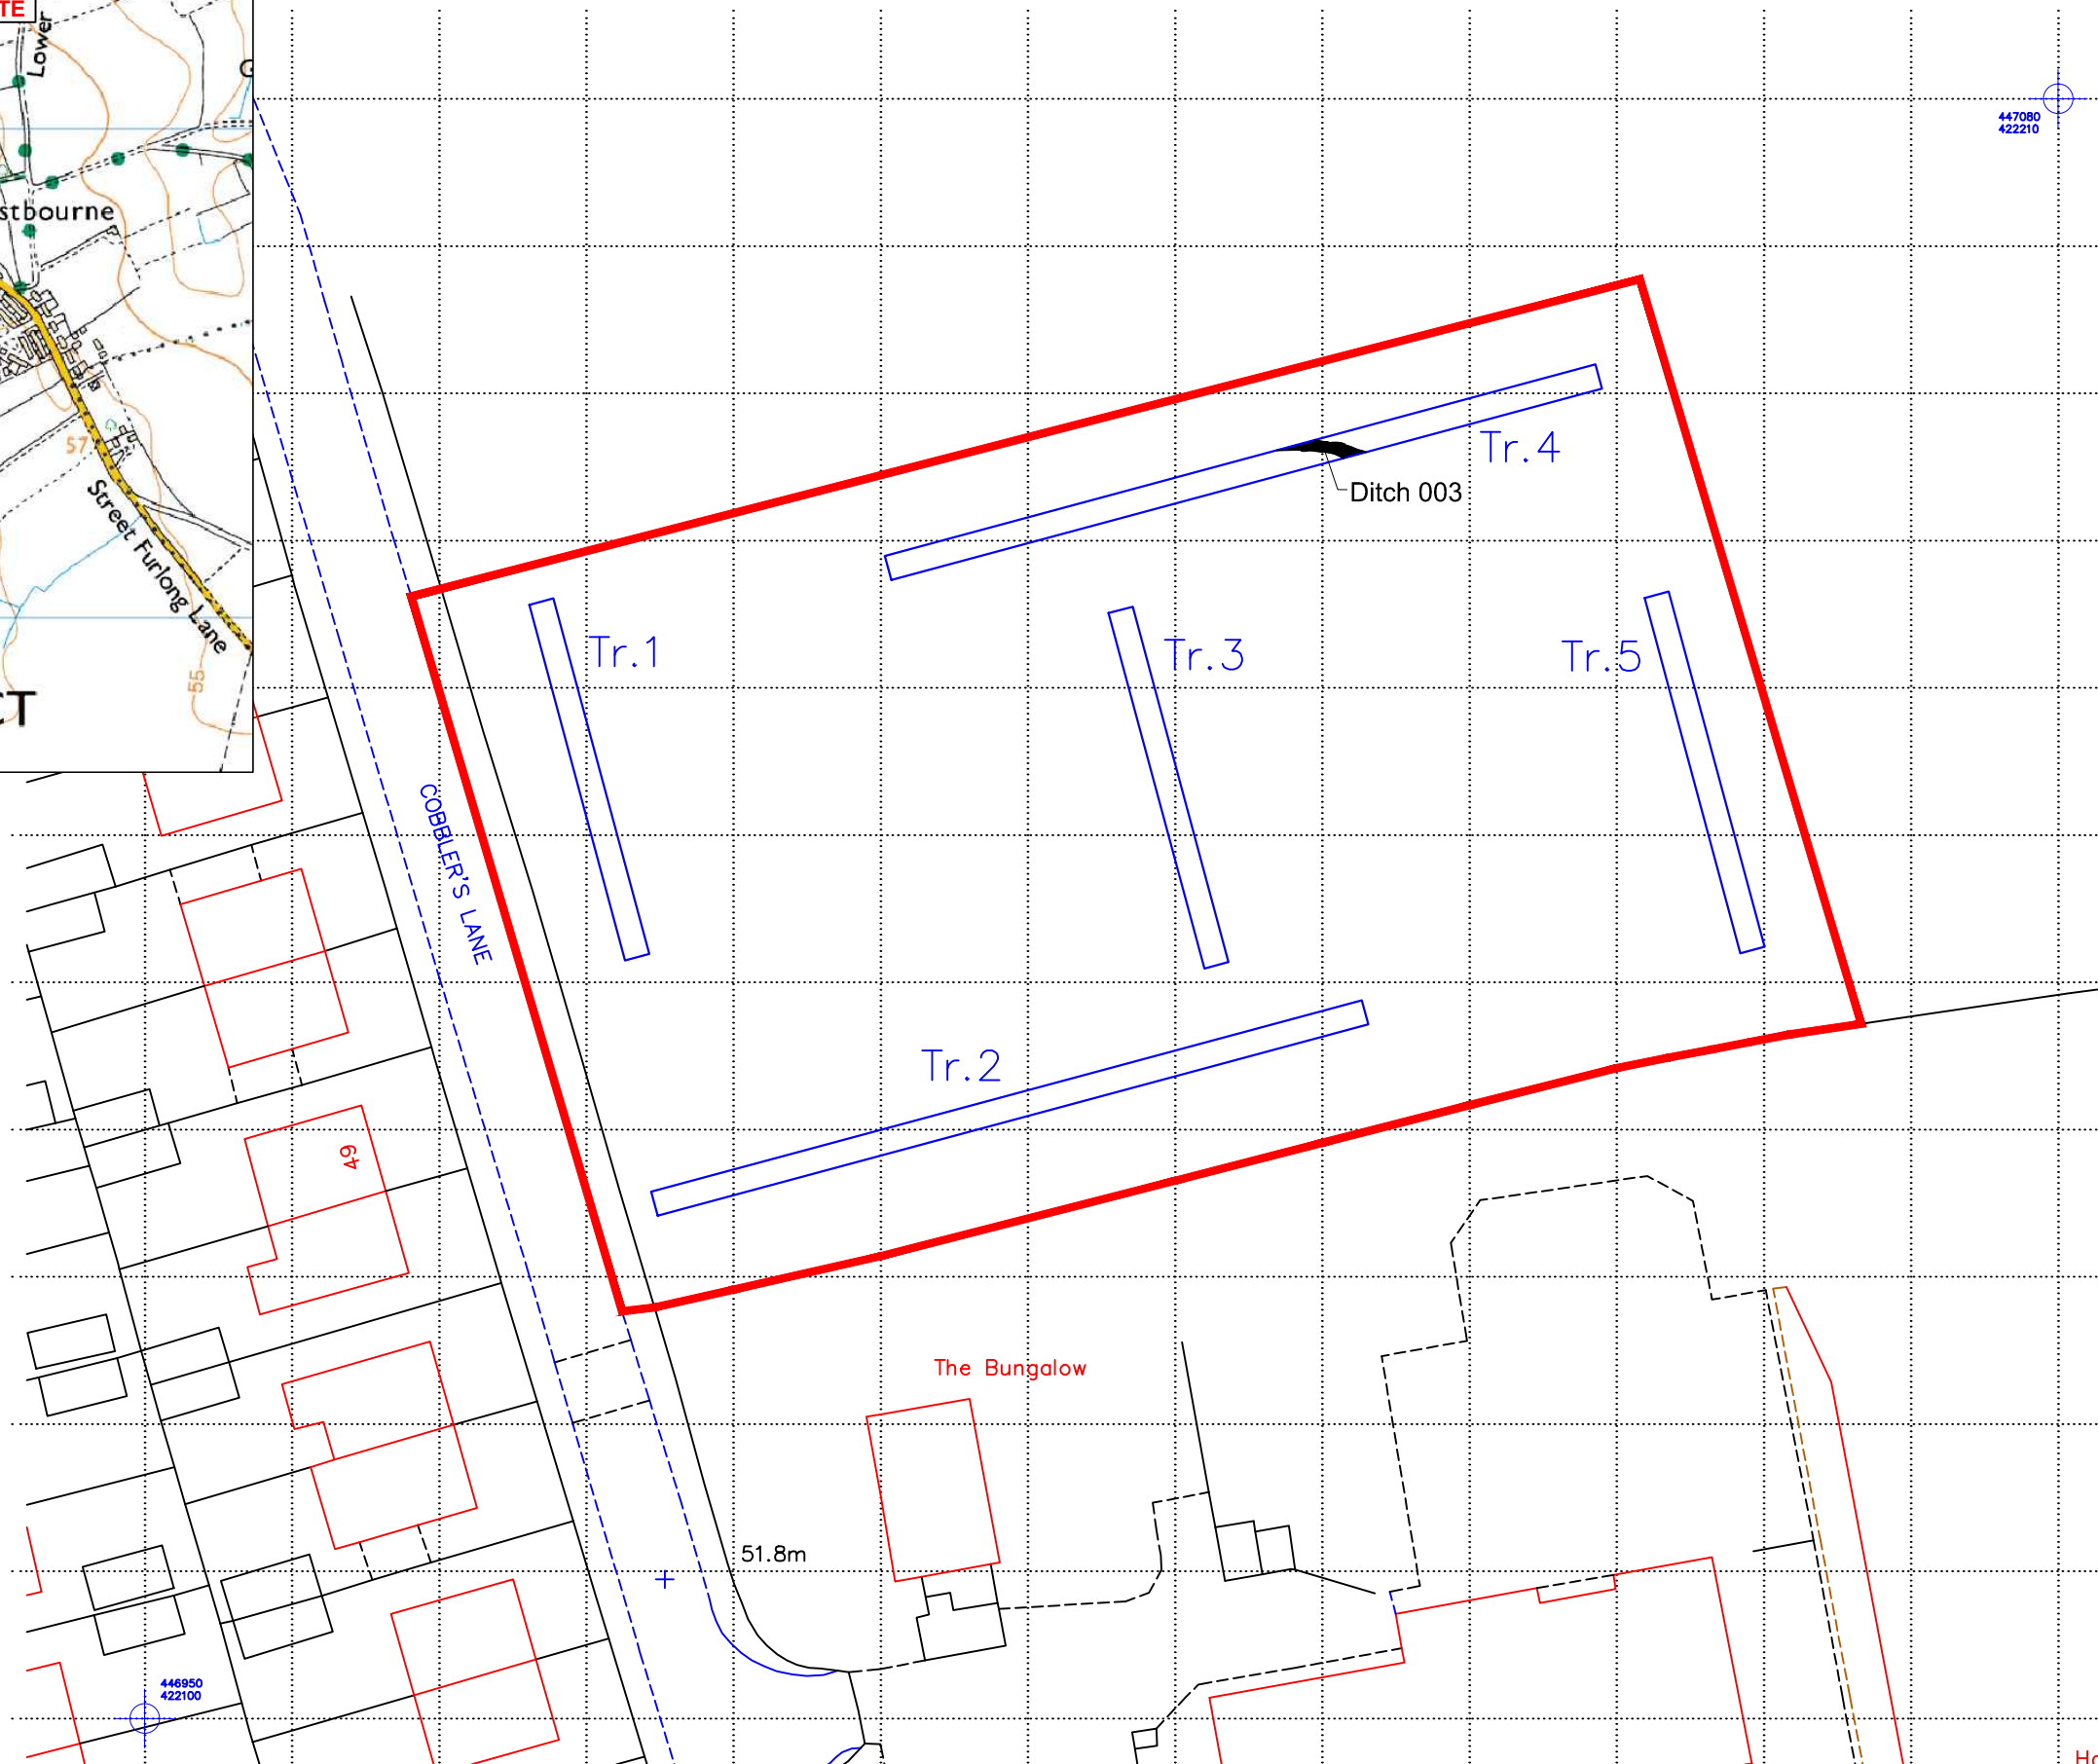 TE
Lower
G
stbourne
57
Street Furlong Lane
55
CT
447080
422210
Tr.4
Ditch 003
Tr.1
Tr.3
Tr.5
COBBLER'S LANE
Tr.2
49
The Bungalow
51.8m
446950
422100
Ho